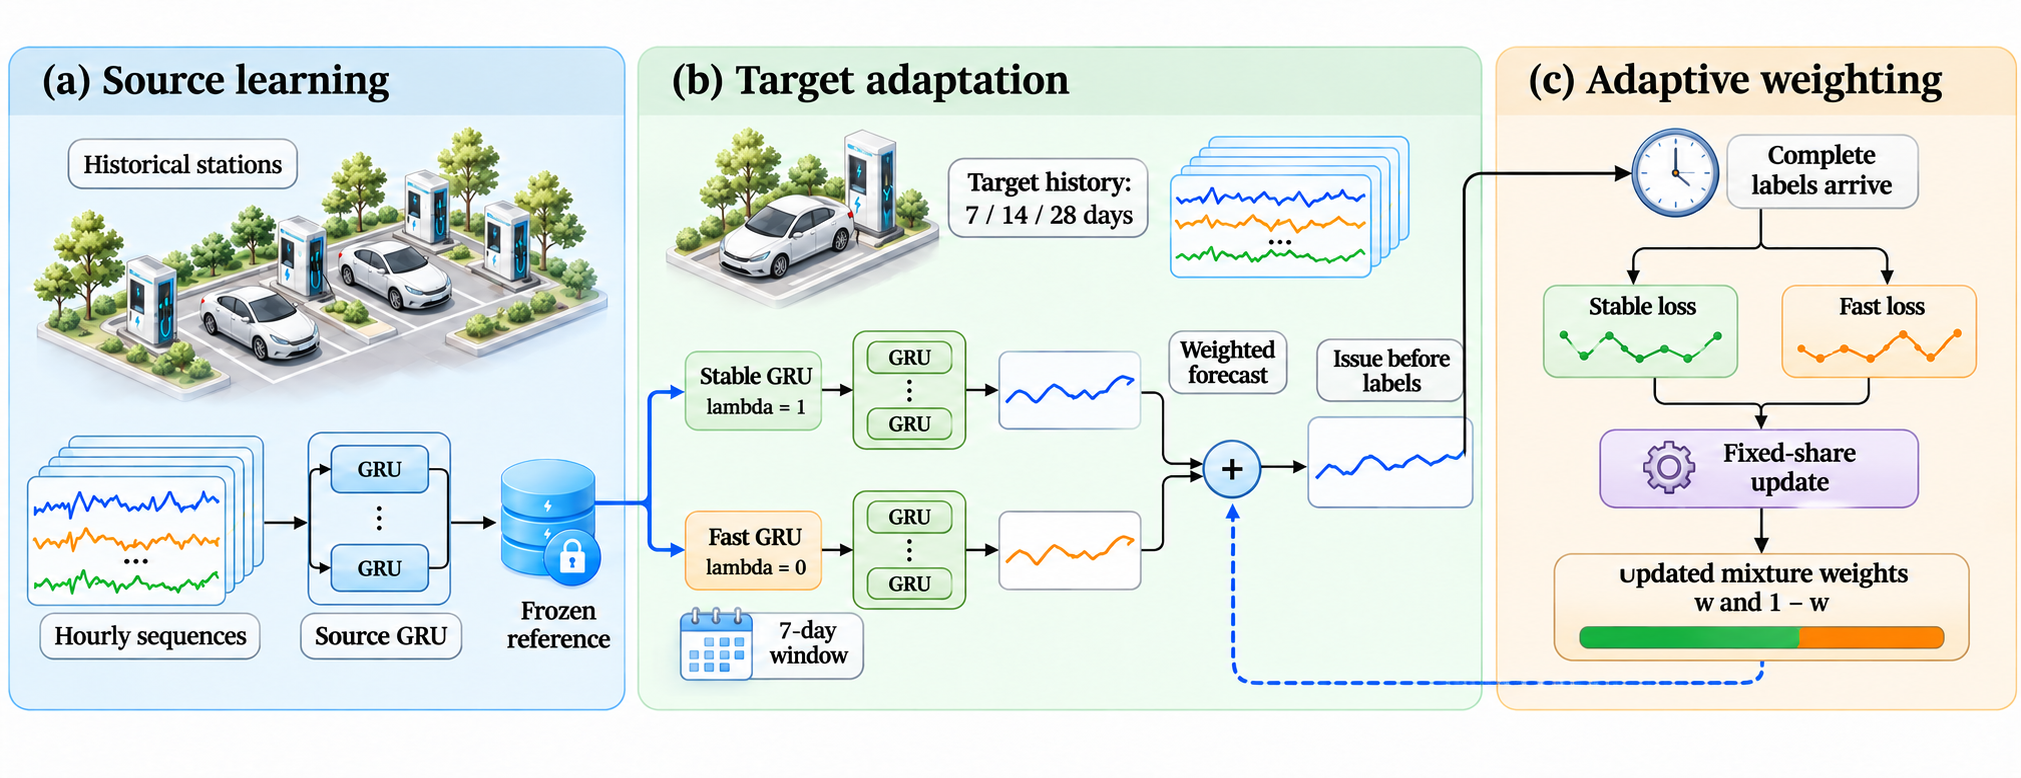 (a) Source learning
Historical stations
GRU
GRU
Hourly sequences
Source GRU
Frozen
reference
(b) Target adaptation
Target history:
7 / 14 / 28 days
Stable GRU
lambda = 1
GRU
GRU
Fast GRU
lambda = 0
GRU
GRU
7-day
window
Weighted
forecast
+
Issue before
labels
(c) Adaptive weighting
Complete
labels arrive
Stable loss
Fast loss
Fixed-share
update
Updated mixture weights
w and 1 – w